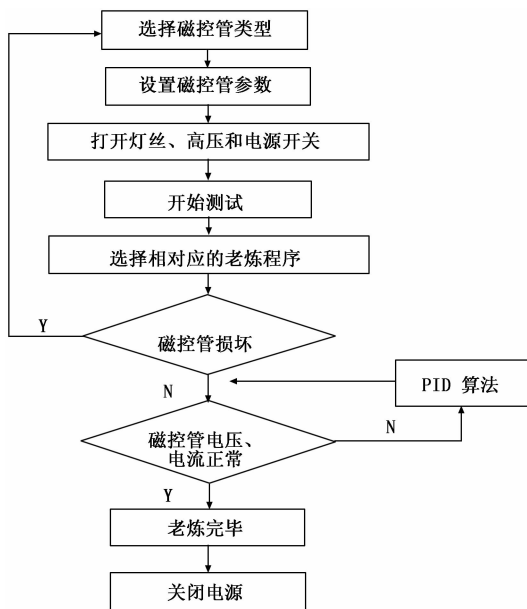 选择磁控管类型
设置磁控管参数
打开灯丝、高压和电源开关
开始测试
选择相对应的老炼程序
Y
磁控管损坏
N
PID 算法
磁控管电压、
电流正常
N
Y
老炼完毕
关闭电源